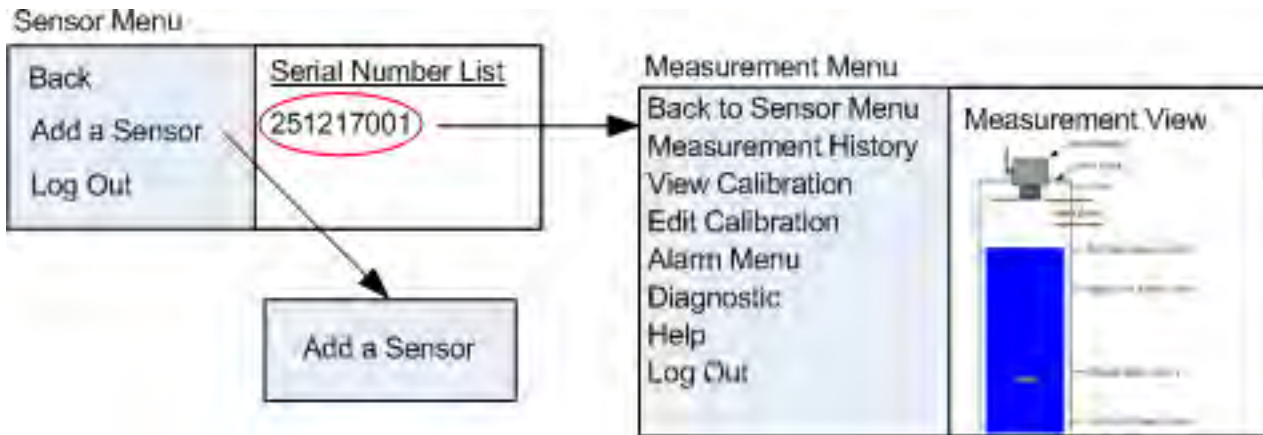 Sensor Menu
Back
Add a Sensor
Log Out
Serial Number List
251217001
Add a Sensor
Measurement Menu
Back to Sensor Menu
Measurement History
View Calibration
Edit Calibration
Alarm Menu
Diagnostic
Help
Log Out
Measurement View